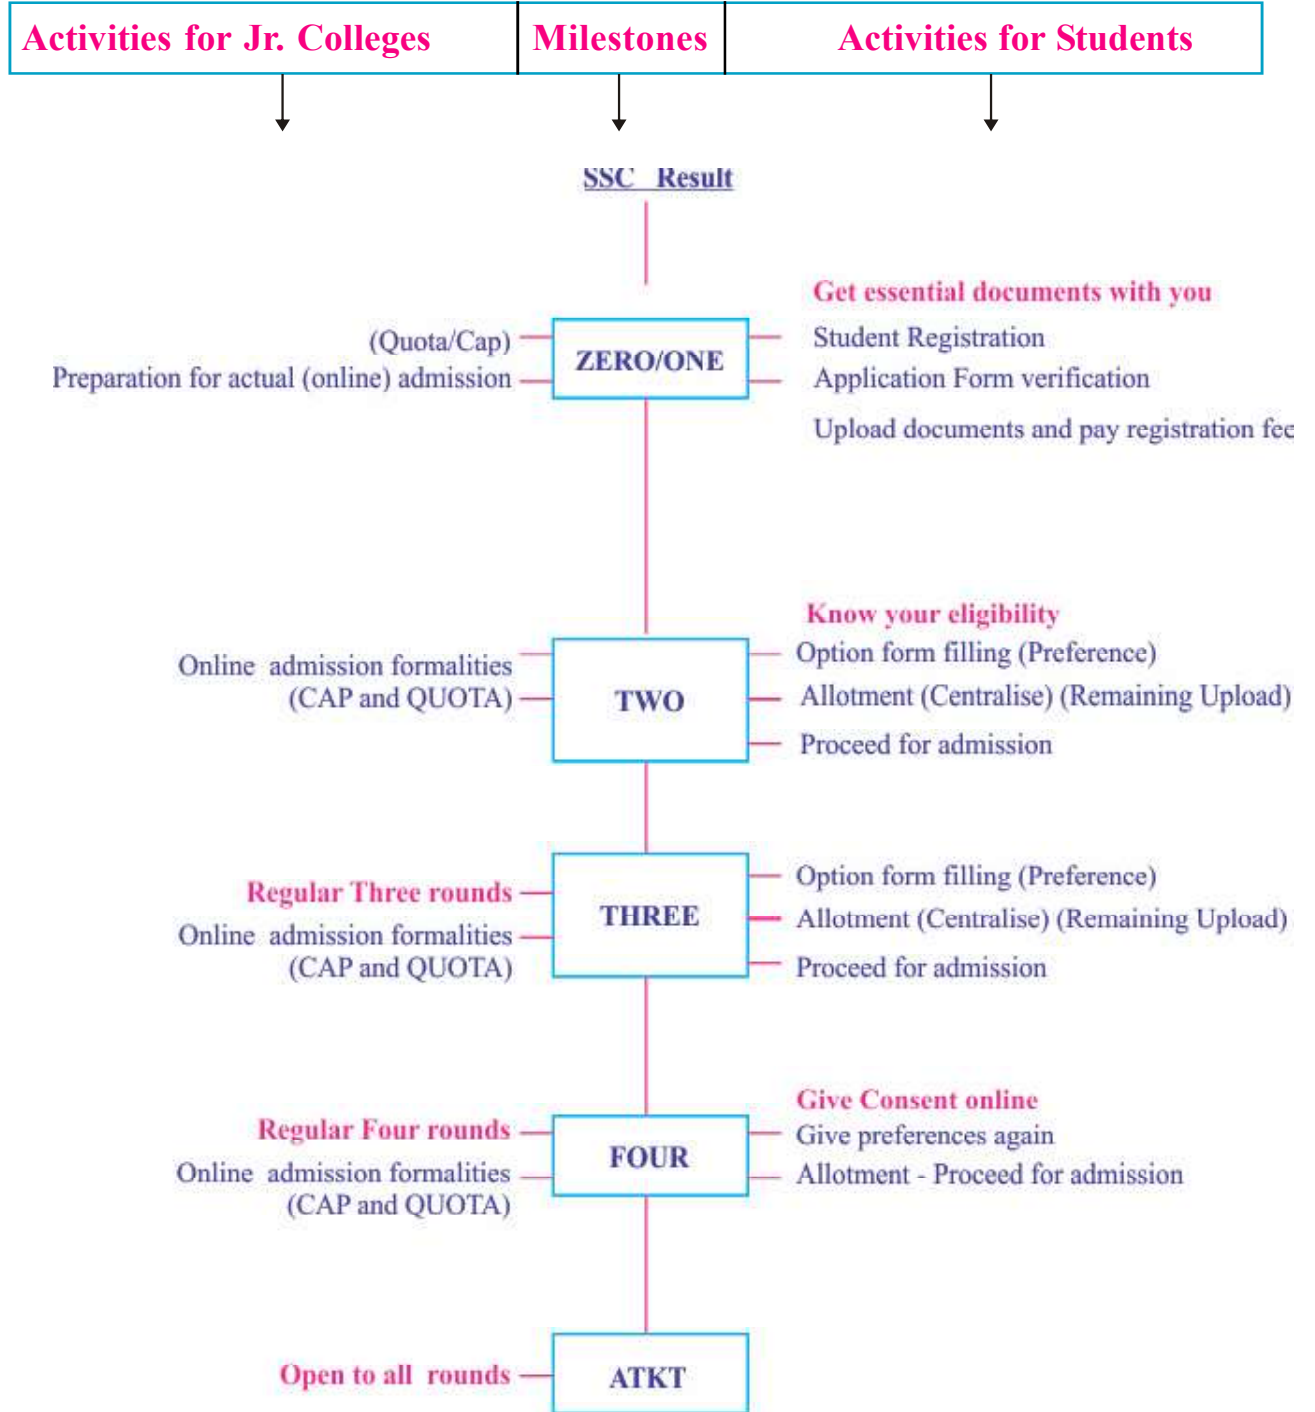 Activities for Jr. Colleges
Milestones
Activities for Students
SSC Result
Get essential documents with you
(Quota/Cap)
Preparation for actual (online) admission
ZERO/ONE
Student Registration
Application Form verification
Upload documents and pay registration fee
Know your eligibility
Online admission formalities
(CAP and QUOTA)
TWO
Option form filling (Preference)
Allotment (Centralise) (Remaining Upload)
Proceed for admission
Regular Three rounds
Online admission formalities
(CAP and QUOTA)
THREE
Option form filling (Preference)
Allotment (Centralise) (Remaining Upload)
Proceed for admission
Give Consent online
Regular Four rounds
Online admission formalities
(CAP and QUOTA)
FOUR
Give preferences again
Allotment - Proceed for admission
Open to all rounds
ATKT